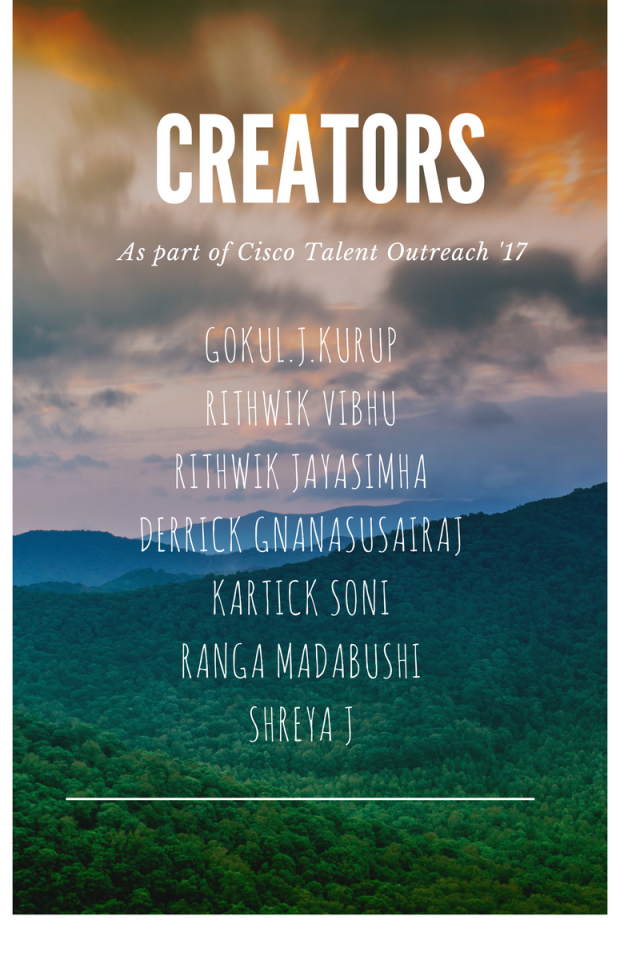 CREATORS
As part of Cisco Talent Outreach '17
GOKUL.J.KURUP
RITHWIK VIBHU
RITHWIK JAYASIMHA
DERRICK GNANASUSAIRAJ
KARTICK SONI
RANGA MADABUSHI
SHREYA J